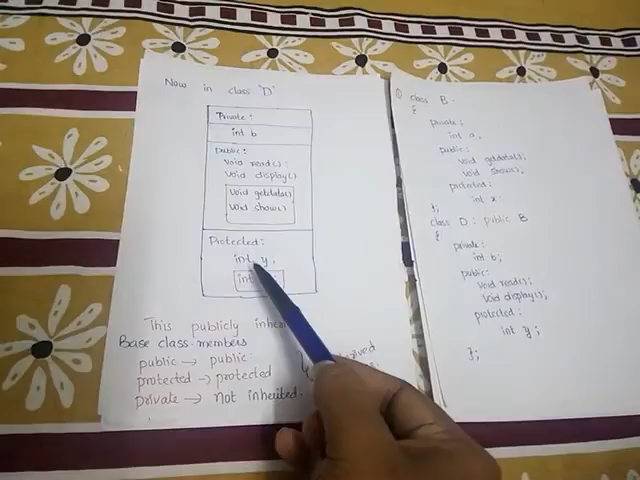 Now in class 'D'
Private:
int b
public:
Void read();
Void display()
Void getdata()
Void show()
Protected:
int y;
int
This publicly
Base class members
public → public
protected → protected
private → not inherited.
① class B.
{
private:
int a,
public:
Void getdata();
Void show();
protected:
int x;
};
class D: public B
{
private:
int b;
public:
Void read();
Void display();
protected:
int y;
};